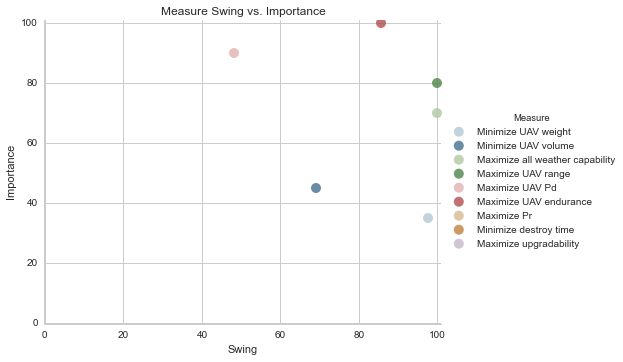 Measure Swing vs. Importance
100
80
60
40
20
0
Importance
0 20 40 60 80 100
Swing
Measure
Minimize UAV weight
Minimize UAV volume
Maximize all weather capability
Maximize UAV range
Maximize UAV Pd
Maximize UAV endurance
Maximize Pr
Minimize destroy time
Maximize upgradability